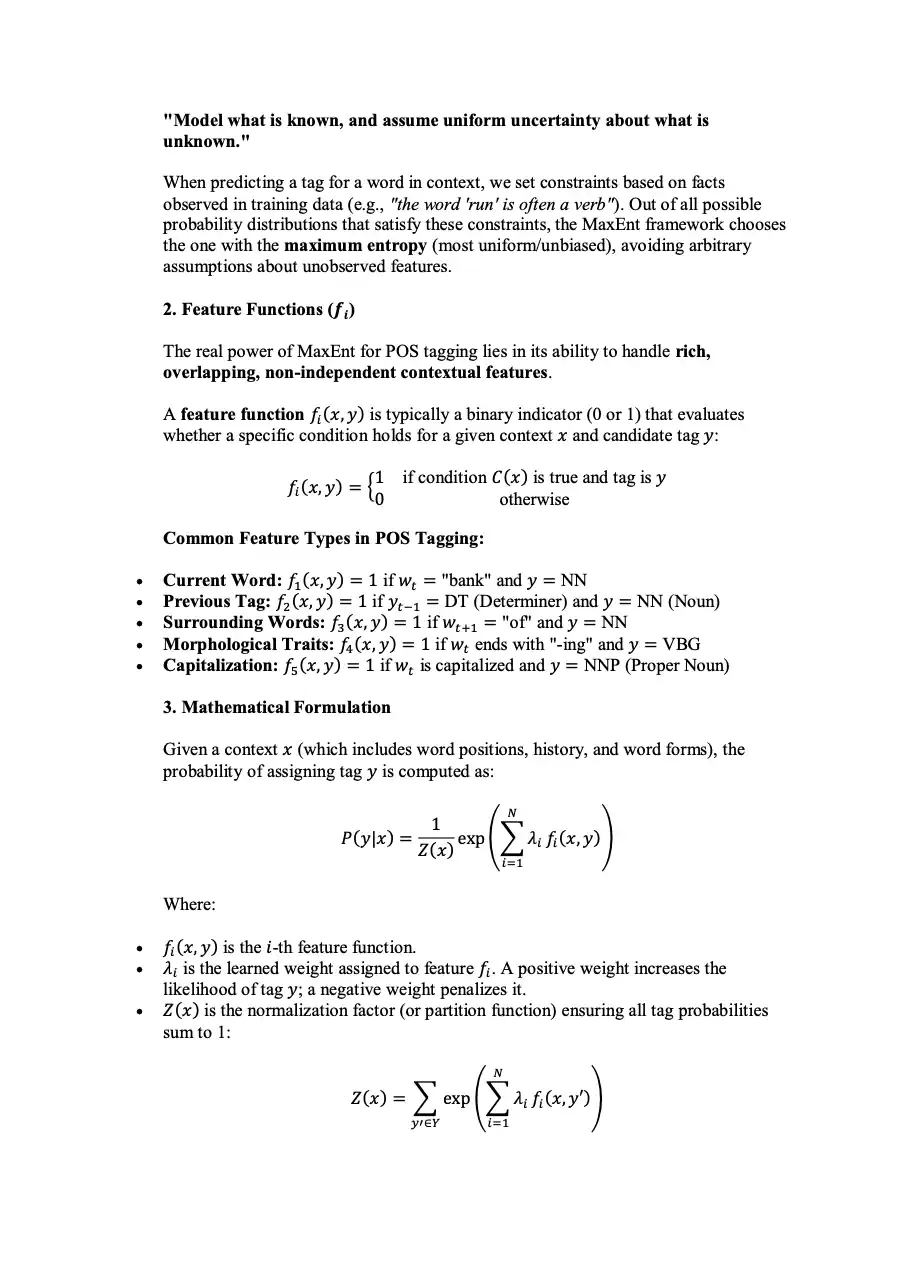 "Model what is known, and assume uniform uncertainty about what is
unknown."
When predicting a tag for a word in context, we set constraints based on facts
observed in training data (e.g., "the word 'run' is often a verb"). Out of all possible
probability distributions that satisfy these constraints, the MaxEnt framework chooses
the one with the maximum entropy (most uniform/unbiased), avoiding arbitrary
assumptions about unobserved features.
2. Feature Functions (𝒇ᵢ)
The real power of MaxEnt for POS tagging lies in its ability to handle rich,
overlapping, non-independent contextual features.
A feature function fᵢ(x, y) is typically a binary indicator (0 or 1) that evaluates
whether a specific condition holds for a given context x and candidate tag y:
fᵢ(x, y) = {1 if condition C(x) is true and tag is y
0 otherwise
Common Feature Types in POS Tagging:
• Current Word: f₁(x, y) = 1 if wₜ = "bank" and y = NN
• Previous Tag: f₂(x, y) = 1 if yₜ₋₁ = DT (Determiner) and y = NN (Noun)
• Surrounding Words: f₃(x, y) = 1 if wₜ₊₁ = "of" and y = NN
• Morphological Traits: f₄(x, y) = 1 if wₜ ends with "-ing" and y = VBG
• Capitalization: f₅(x, y) = 1 if wₜ is capitalized and y = NNP (Proper Noun)
3. Mathematical Formulation
Given a context x (which includes word positions, history, and word forms), the
probability of assigning tag y is computed as:
P(y|x) = 1/Z(x) exp(∑ᵢ₌₁ᴺ λᵢ fᵢ(x, y))
Where:
• fᵢ(x, y) is the i-th feature function.
• λᵢ is the learned weight assigned to feature fᵢ. A positive weight increases the
likelihood of tag y; a negative weight penalizes it.
• Z(x) is the normalization factor (or partition function) ensuring all tag probabilities
sum to 1:
Z(x) = ∑y′∈Y exp(∑ᵢ₌₁ᴺ λᵢ fᵢ(x, y′))